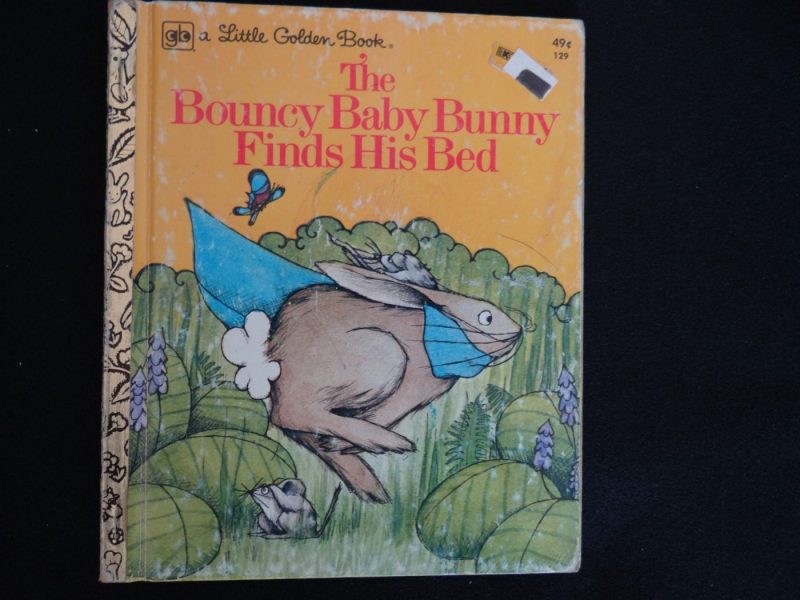 gb a Little Golden Book®
49¢
129
The
Bouncy Baby Bunny
Finds His Bed